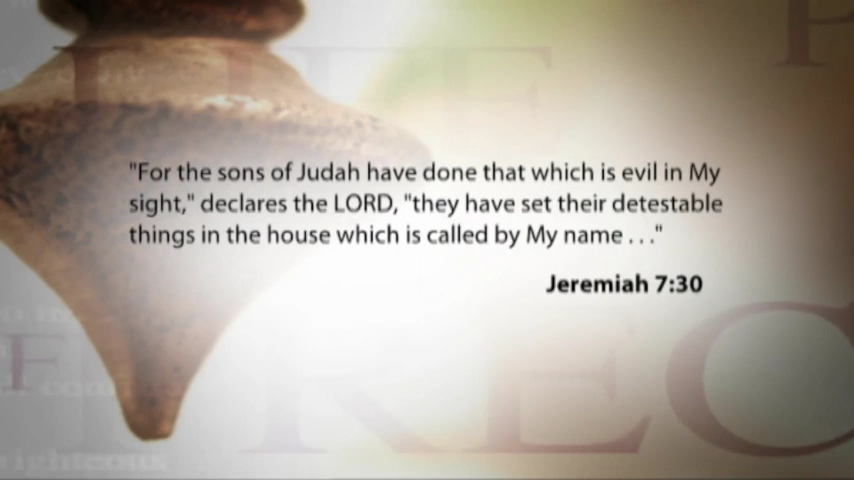 "For the sons of Judah have done that which is evil in My
sight," declares the LORD, "they have set their detestable
things in the house which is called by My name . . ."
Jeremiah 7:30
righteous